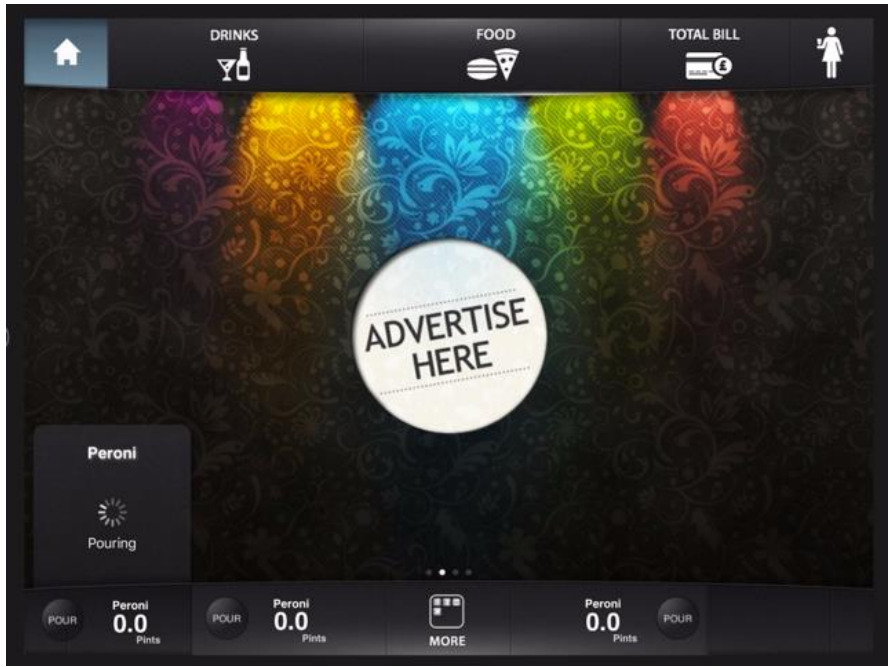 DRINKS
FOOD
TOTAL BILL
£
ADVERTISE
HERE
Peroni
Pouring
POUR
Peroni
0.0
Pints
POUR
Peroni
0.0
Pints
MORE
Peroni
0.0
Pints
POUR